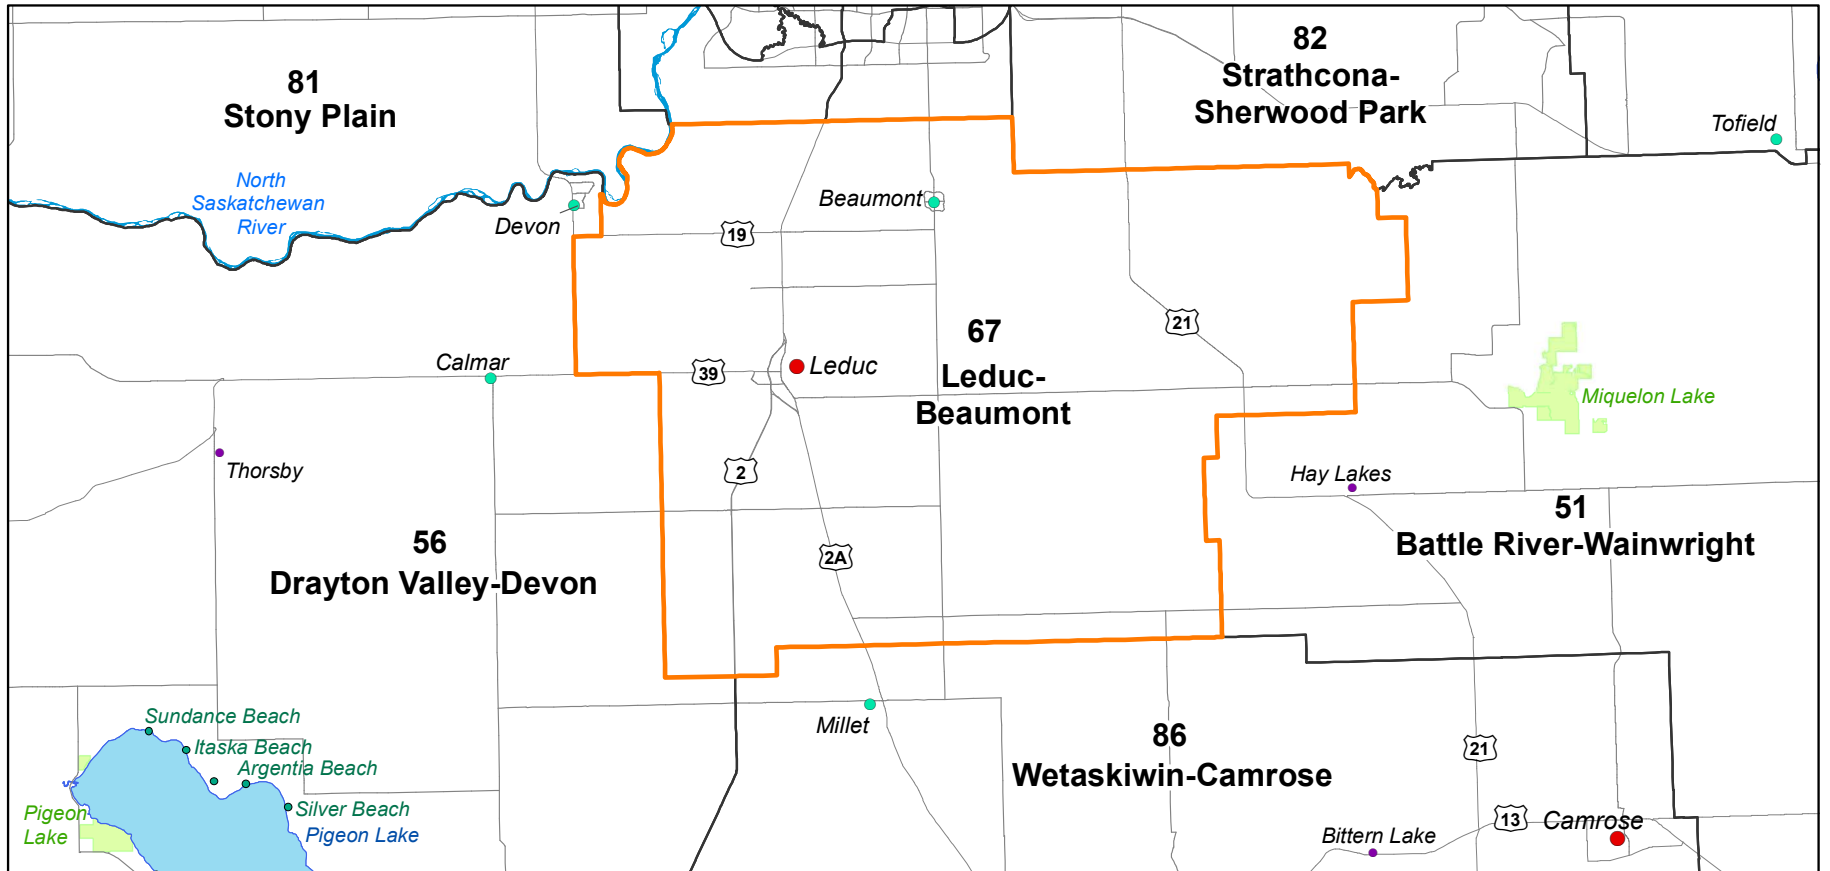 82
Strathcona-
Sherwood Park
81
Stony Plain
Tofield
North
Saskatchewan
River
Devon
Beaumont
19
67
Leduc-
Beaumont
21
Calmar
39
Leduc
Miquelon Lake
Thorsby
2
Hay Lakes
51
Battle River-Wainwright
56
Drayton Valley-Devon
2A
Sundance Beach
Itaska Beach
Argentia Beach
Silver Beach
Pigeon Lake
Pigeon
Lake
Millet
86
Wetaskiwin-Camrose
21
13
Camrose
Bittern Lake